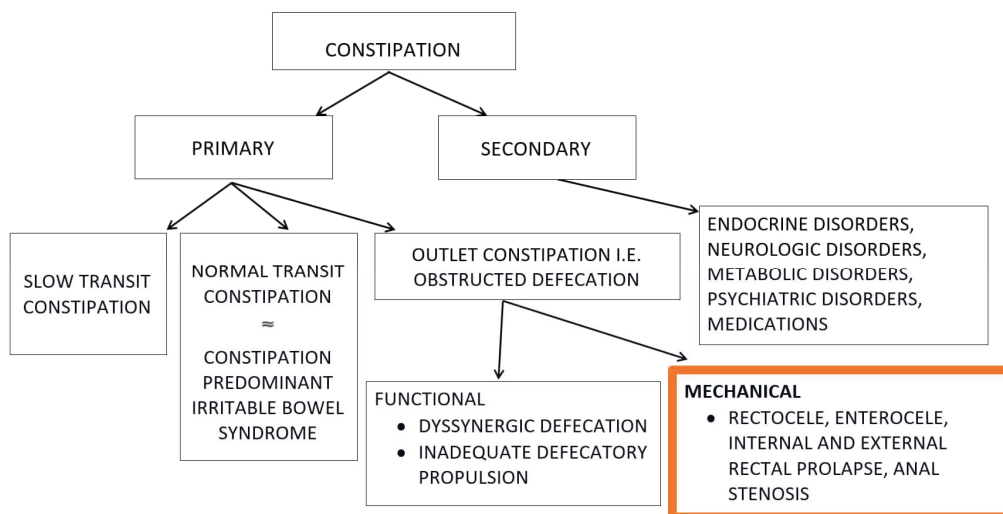 CONSTIPATION
PRIMARY
SECONDARY
SLOW TRANSIT
CONSTIPATION
NORMAL TRANSIT
CONSTIPATION
≈
CONSTIPATION
PREDOMINANT
IRRITABLE BOWEL
SYNDROME
OUTLET CONSTIPATION I.E.
OBSTRUCTED DEFECATION
ENDOCRINE DISORDERS,
NEUROLOGIC DISORDERS,
METABOLIC DISORDERS,
PSYCHIATRIC DISORDERS,
MEDICATIONS
FUNCTIONAL
• DYSSYNERGIC DEFECATION
• INADEQUATE DEFECATORY
PROPULSION
MECHANICAL
• RECTOCELE, ENTEROCELE,
INTERNAL AND EXTERNAL
RECTAL PROLAPSE, ANAL
STENOSIS